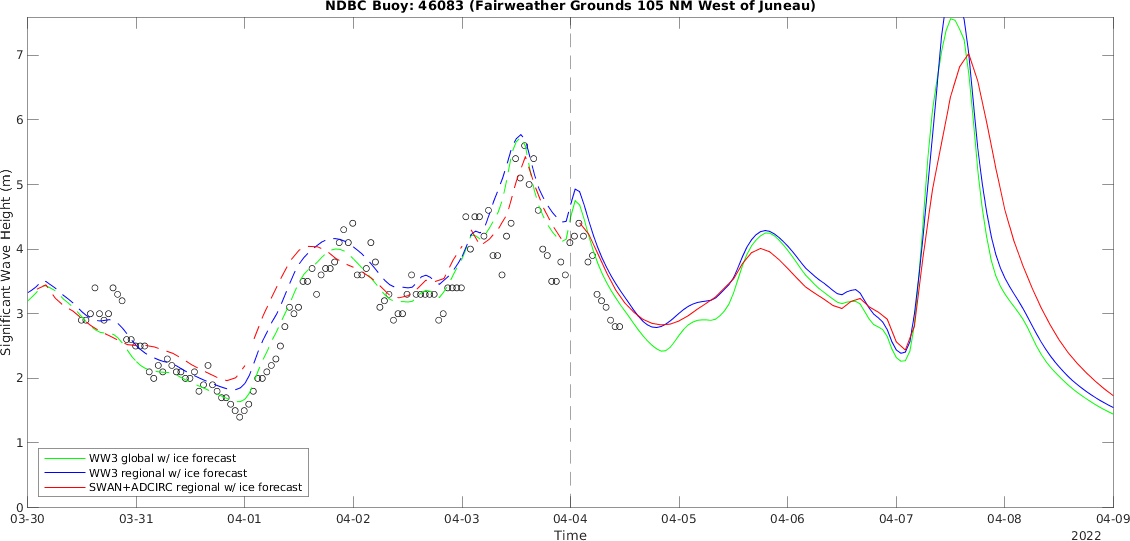 NDBC Buoy: 46083 (Fairweather Grounds 105 NM West of Juneau)
Significant Wave Height (m)
7
6
5
4
3
2
1
0
WW3 global w/ ice forecast
WW3 regional w/ ice forecast
SWAN+ADCIRC regional w/ ice forecast
03-30 03-31 04-01 04-02 04-03 04-04 04-05 04-06 04-07 04-08 04-09
Time
2022